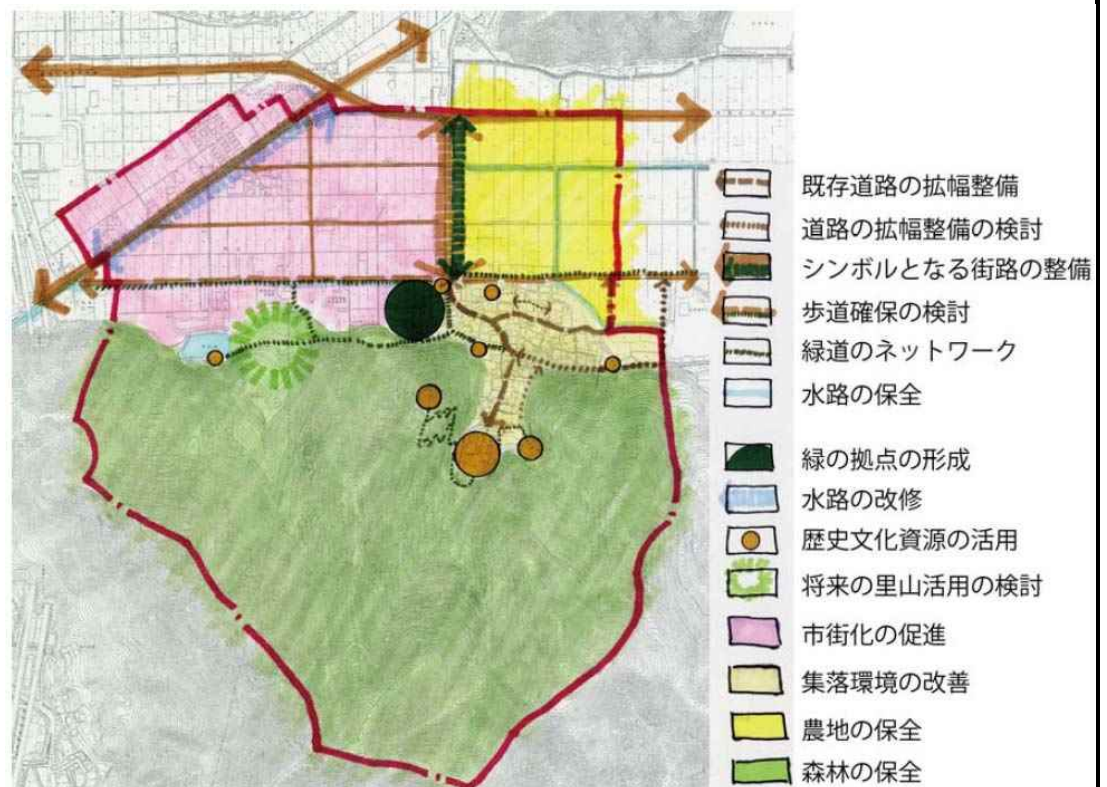 既存道路の拡幅整備
道路の拡幅整備の検討
シンボルとなる街路の整備
歩道確保の検討
緑道のネットワーク
水路の保全
緑の拠点の形成
水路の改修
歴史文化資源の活用
将来の里山活用の検討
市街化の促進
集落環境の改善
農地の保全
森林の保全